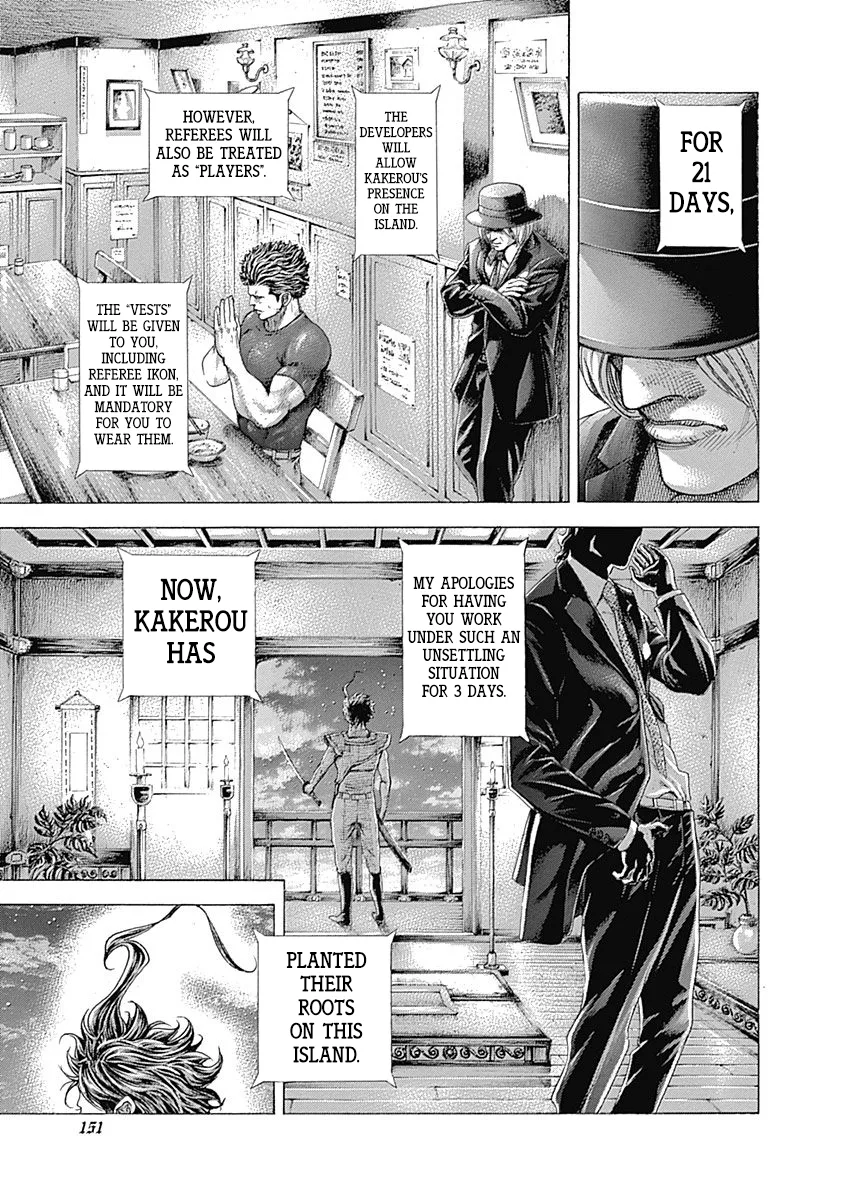 FOR
21
DAYS,
THE
DEVELOPERS
WILL
ALLOW
KAKEROU'S
PRESENCE
ON THE
ISLAND.
HOWEVER,
REFEREES WILL
ALSO BE TREATED
AS "PLAYERS".
THE "VESTS"
WILL BE GIVEN
TO YOU,
INCLUDING
REFEREE IKON,
AND IT WILL BE
MANDATORY
FOR YOU TO
WEAR THEM.
MY APOLOGIES
FOR HAVING
YOU WORK
UNDER SUCH AN
UNSETTLING
SITUATION
FOR 3 DAYS.
NOW,
KAKEROU
HAS
PLANTED
THEIR
ROOTS
ON THIS
ISLAND.
151